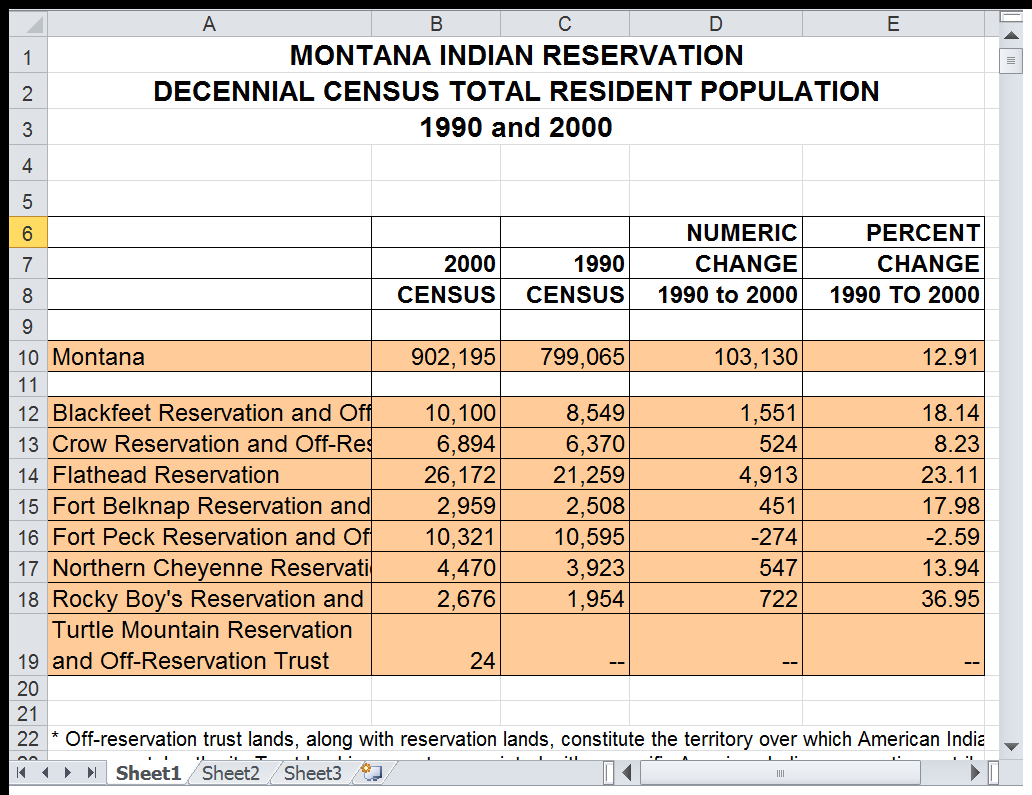 A B C D E
1 MONTANA INDIAN RESERVATION
2 DECENNIAL CENSUS TOTAL RESIDENT POPULATION
3 1990 and 2000
4
5
6 NUMERIC PERCENT
7 2000 1990 CHANGE CHANGE
8 CENSUS CENSUS 1990 to 2000 1990 TO 2000
9
10 Montana 902,195 799,065 103,130 12.91
11
12 Blackfeet Reservation and Off 10,100 8,549 1,551 18.14
13 Crow Reservation and Off-Res 6,894 6,370 524 8.23
14 Flathead Reservation 26,172 21,259 4,913 23.11
15 Fort Belknap Reservation and 2,959 2,508 451 17.98
16 Fort Peck Reservation and Of 10,321 10,595 -274 -2.59
17 Northern Cheyenne Reservati 4,470 3,923 547 13.94
18 Rocky Boy's Reservation and 2,676 1,954 722 36.95
Turtle Mountain Reservation
19 and Off-Reservation Trust 24 -- -- --
20
21
22 * Off-reservation trust lands, along with reservation lands, constitute the territory over which American India
Sheet1 Sheet2 Sheet3